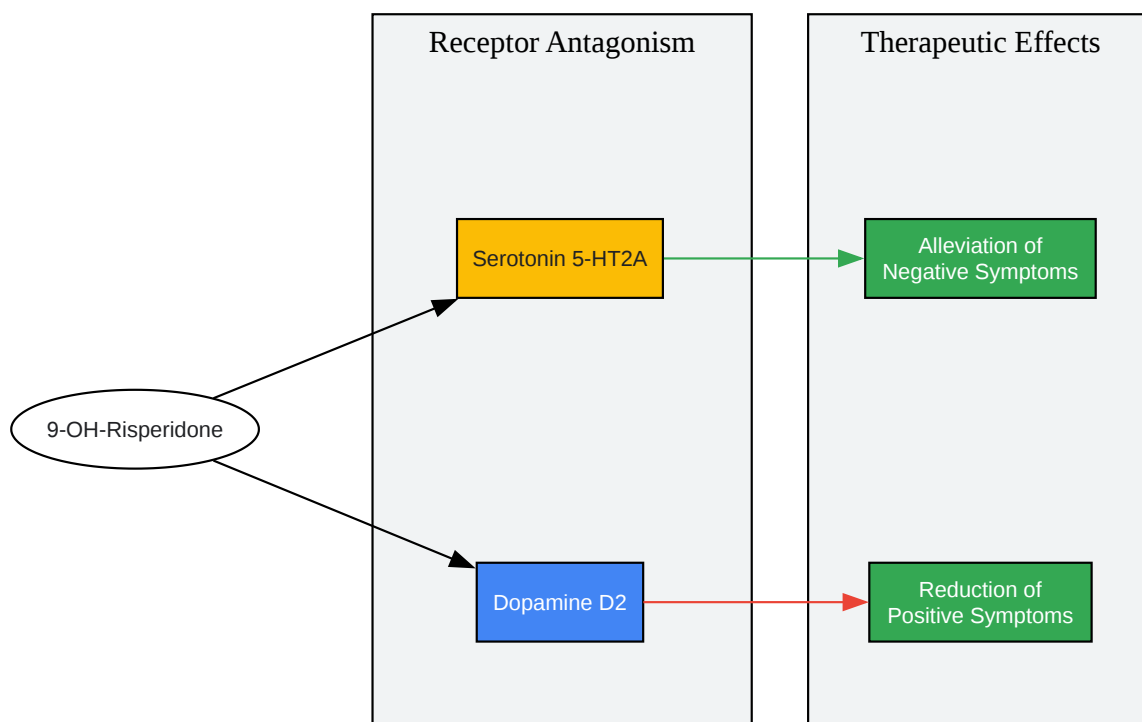 Receptor Antagonism
Therapeutic Effects
Serotonin 5-HT2A
Alleviation of
Negative Symptoms
9-OH-Risperidone
Dopamine D2
Reduction of
Positive Symptoms